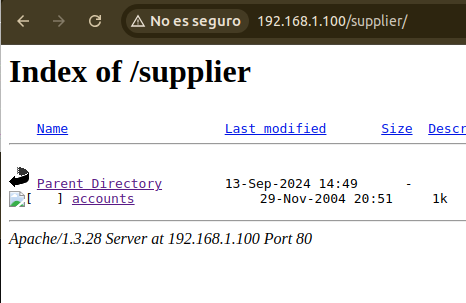 No es seguro 192.168.1.100/supplier/
Index of /supplier
Name Last modified Size Descr
Parent Directory 13-Sep-2024 14:49 -
[ ] accounts 29-Nov-2004 20:51 1k
Apache/1.3.28 Server at 192.168.1.100 Port 80